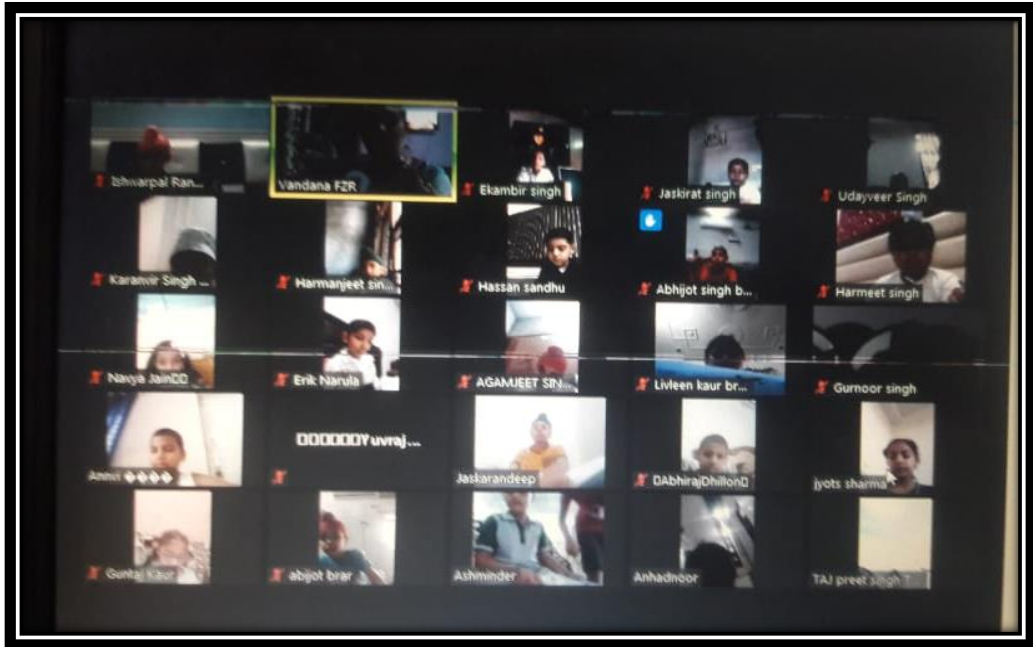 Ishwarpal Ran...
Vandana FZR
Ekambir singh
Jaskirat singh
Udayveer Singh
Karanvir Singh ...
Harmanjeet sin...
Hassan sandhu
Abhijot singh b...
Harmeet singh
Navya Jain▯▯
Erik Narula
AGAMJEET SIN...
Livleen kaur br...
Gurnoor singh
Annvi ����
▯▯▯▯▯▯Yuvraj...
Jaskarandeep
▯AbhirajDhillon▯
jyots sharma
Guntaj Kaur
abijot brar
Ashminder
Anhadnoor
TAJ preet singh T